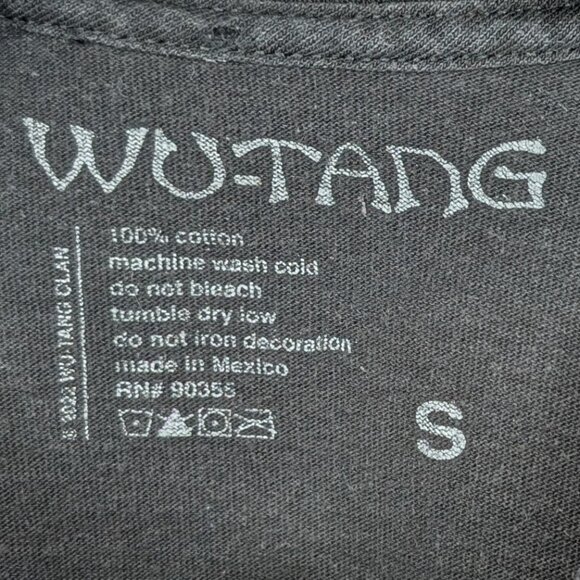 WU-TANG
© 2022 WU-TANG CLAN
100% cotton
machine wash cold
do not bleach
tumble dry low
do not iron decoration
made in Mexico
RN# 90355
S